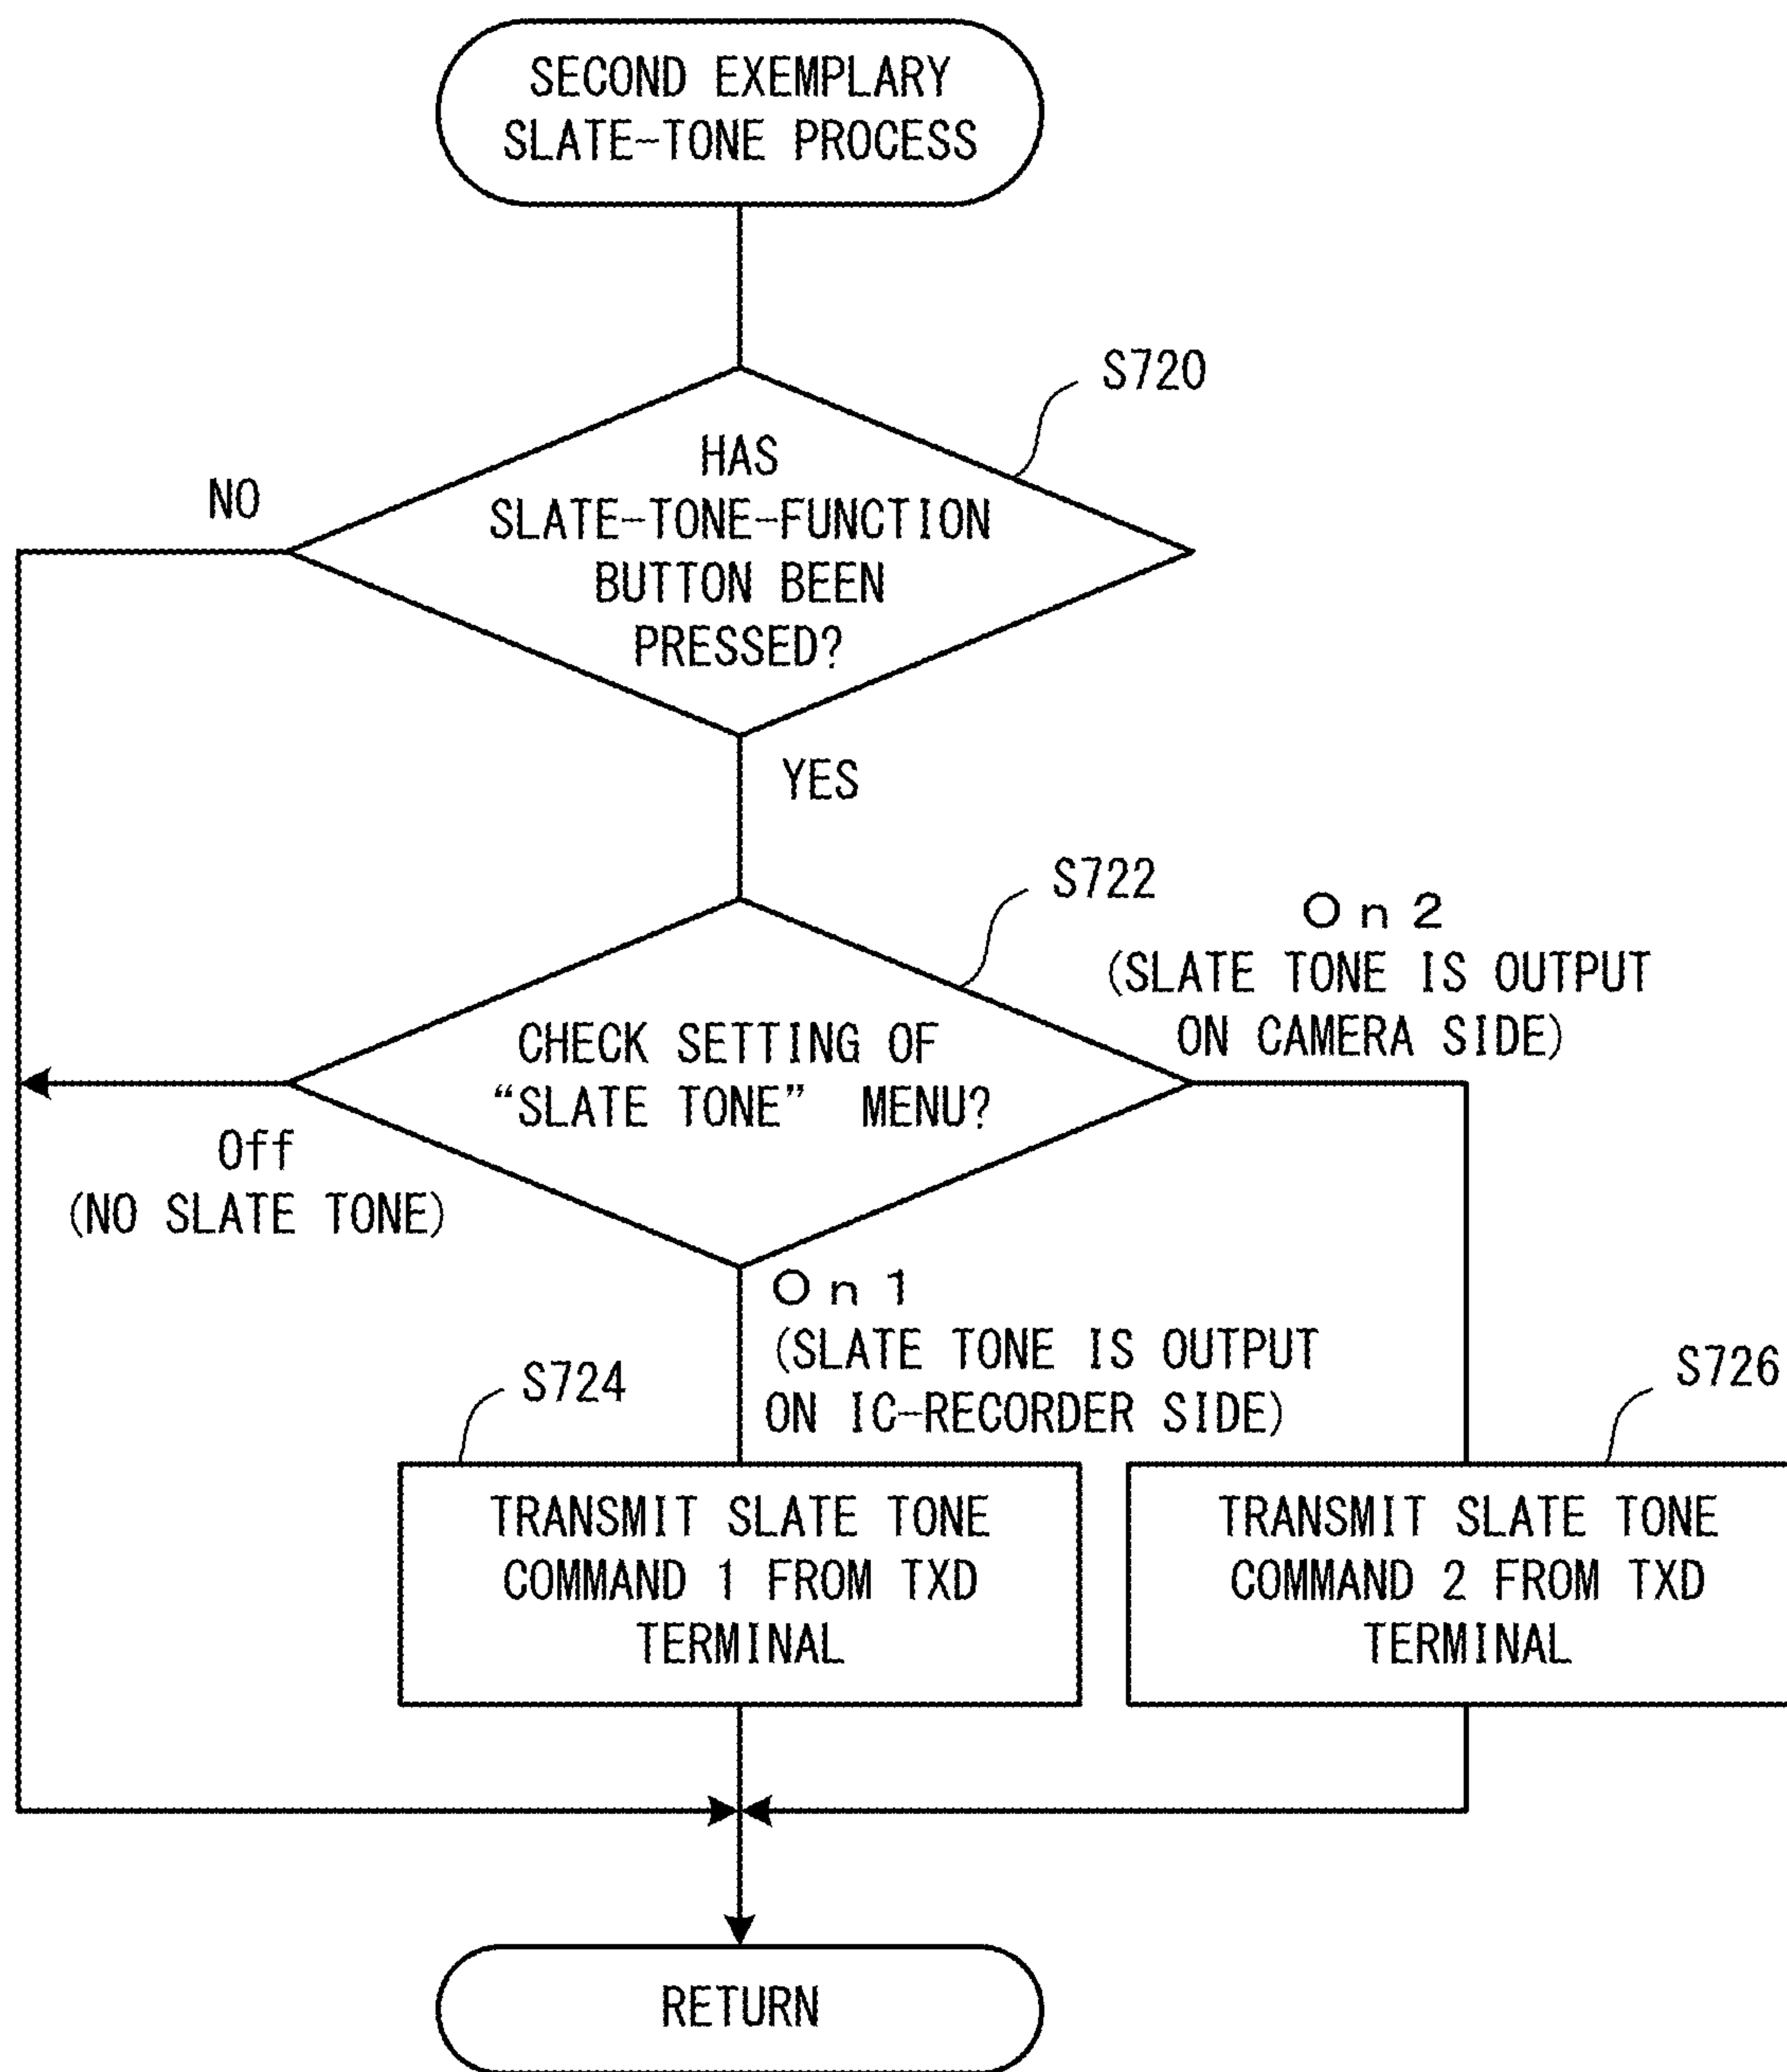 SECOND EXEMPLARY
SLATE-TONE PROCESS
S720
HAS
SLATE-TONE-FUNCTION
BUTTON BEEN
PRESSED?
NO
YES
S722
On 2
(SLATE TONE IS OUTPUT
ON CAMERA SIDE)
CHECK SETTING OF
“SLATE TONE” MENU?
Off
(NO SLATE TONE)
On 1
(SLATE TONE IS OUTPUT
ON IC-RECORDER SIDE)
S724
S726
TRANSMIT SLATE TONE
COMMAND 1 FROM TXD
TERMINAL
TRANSMIT SLATE TONE
COMMAND 2 FROM TXD
TERMINAL
RETURN